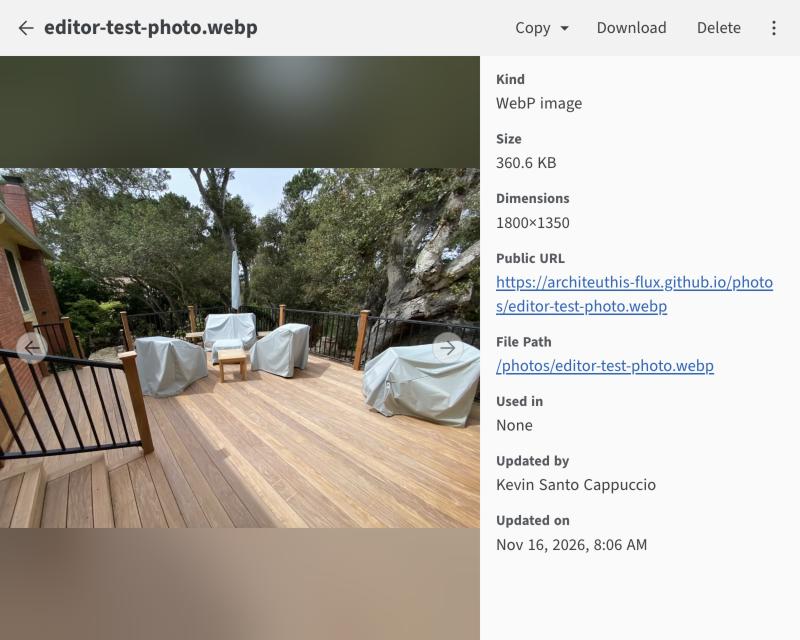 editor-test-photo.webp
Copy
Download
Delete
Kind
WebP image
Size
360.6 KB
Dimensions
1800×1350
Public URL
https://architeuthis-flux.github.io/photo
s/editor-test-photo.webp
File Path
/photos/editor-test-photo.webp
Used in
None
Updated by
Kevin Santo Cappuccio
Updated on
Nov 16, 2026, 8:06 AM